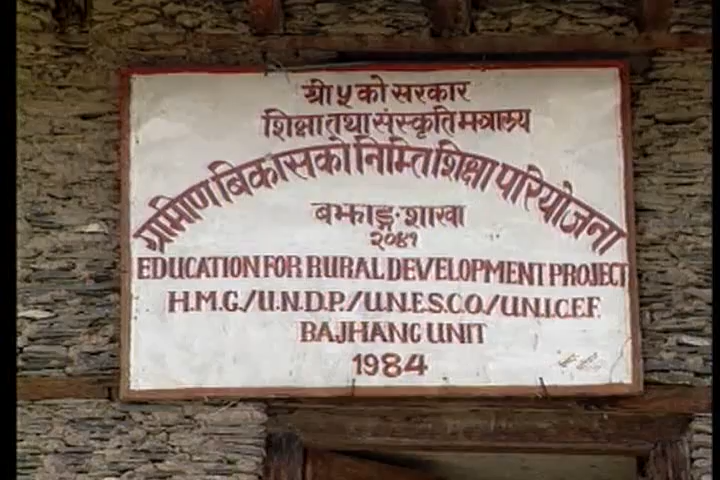 श्री ५ को सरकार
शिक्षा तथा संस्कृति मन्त्रालय
ग्रामिण बिकासको निम्ति शिक्षा परियोजना
बझाङ्ग - शाखा
२०४१
EDUCATION FOR RURAL DEVELOPMENT PROJECT
H.M.G./U.N.D.P./U.N.E.S.C.O/U.N.I.C.E.F.
BAJHANG UNIT
1984